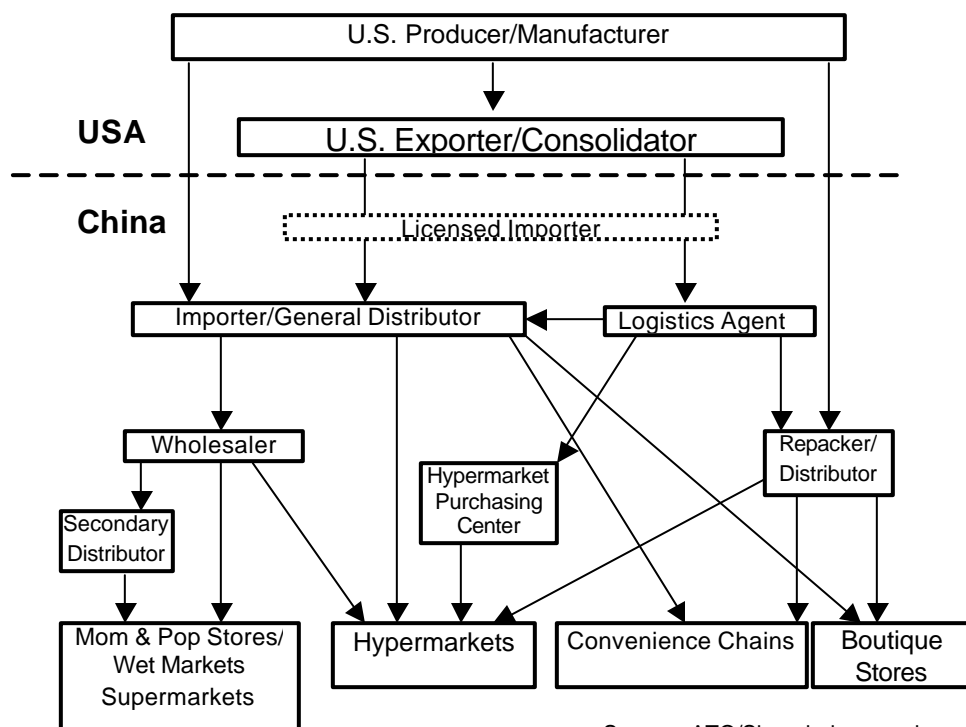 U.S. Producer/Manufacturer
USA
U.S. Exporter/Consolidator
China
Licensed Importer
Importer/General Distributor
Logistics Agent
Wholesaler
Repacker/
Distributor
Hypermarket
Purchasing
Center
Secondary
Distributor
Mom & Pop Stores/
Wet Markets
Supermarkets
Hypermarkets
Convenience Chains
Boutique
Stores